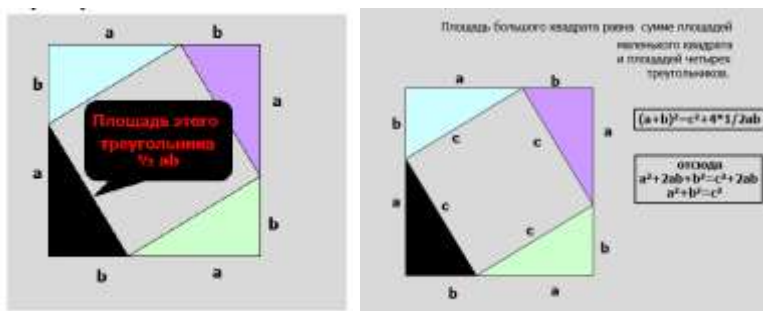 a b
b
a
Площадь этого
треугольника
½ ab
a
b
b a
Площадь большого квадрата равна сумме площадей
маленького квадрата
и площадей четырех
треугольников.
a b
b
a
c c
(a+b)²=c²+4*1/2ab
отсюда
a²+2ab+b²=c²+2ab
a²+b²=c²
a
c
c
b
b a